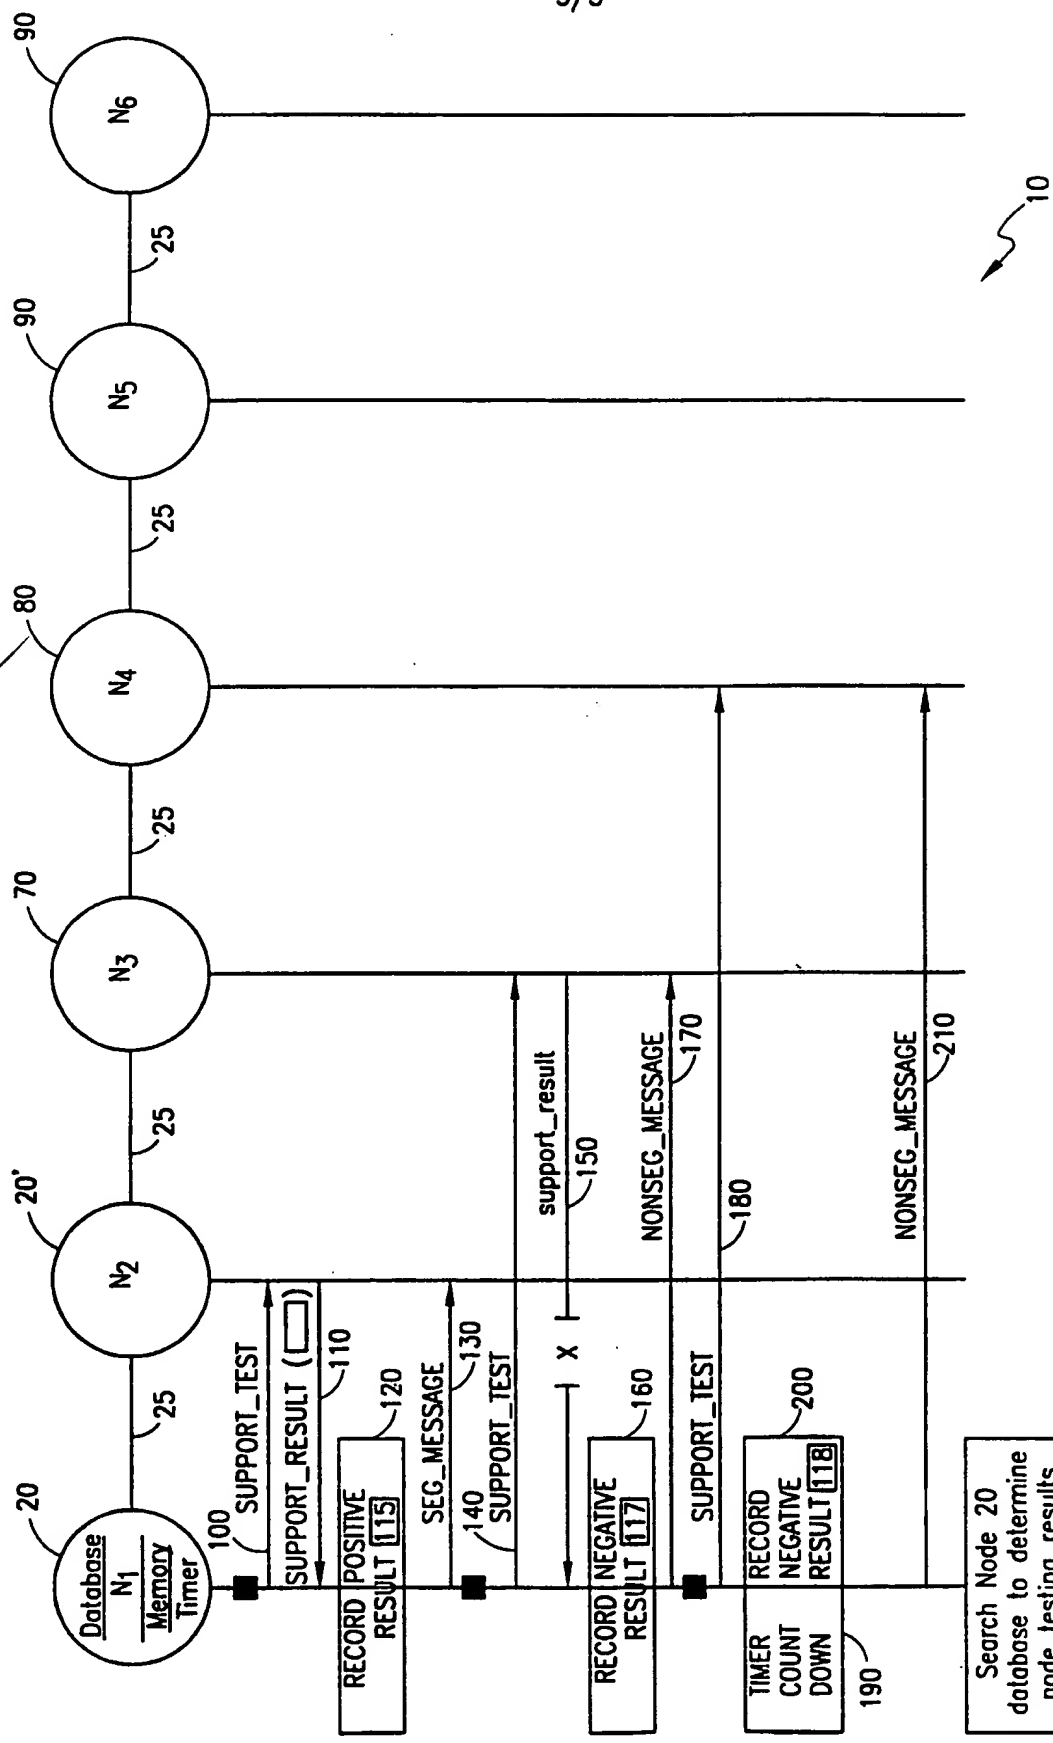 20
20'
70
80
90
90
Database
N1
Memory
Timer
N2
N3
N4
N5
N6
25
25
25
25
25
100
SUPPORT_TEST
SUPPORT_RESULT ( )
110
RECORD POSITIVE
RESULT 115
120
SEG_MESSAGE
130
140
SUPPORT_TEST
support_result
150
X
RECORD NEGATIVE
RESULT 117
160
NONSEG_MESSAGE
170
SUPPORT_TEST
180
TIMER
COUNT
DOWN
190
RECORD
NEGATIVE
RESULT 118
200
NONSEG_MESSAGE
210
10
Search Node 20
database to determine
node testing results